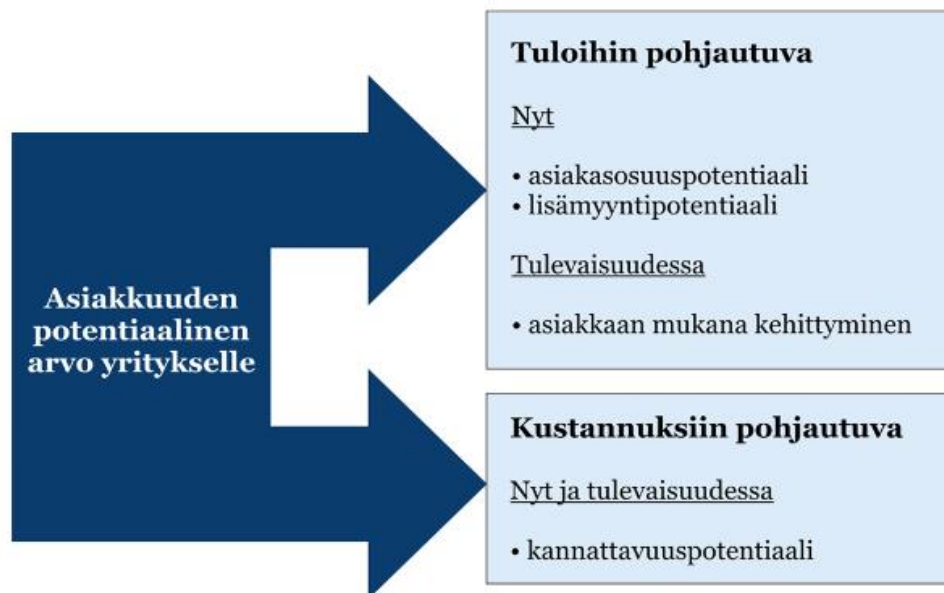 Asiakkuuden
potentiaalinen
arvo yritykselle
Tuloihin pohjautuva
Nyt
• asiakasosuuspotentiaali
• lisämyyntipotentiaali
Tulevaisuudessa
• asiakkaan mukana kehittyminen
Kustannuksiin pohjautuva
Nyt ja tulevaisuudessa
• kannattavuuspotentiaali